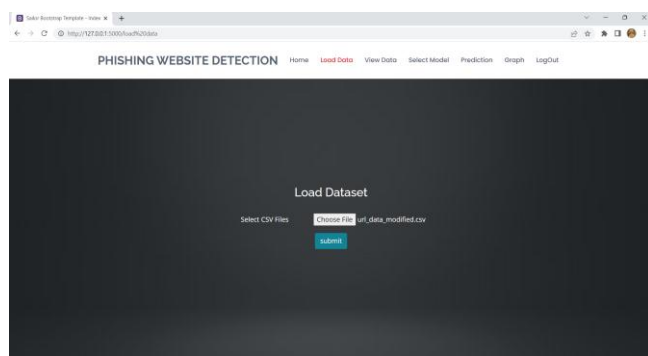 Sailor Bootstrap Template - Index
http://127.0.0.1:5000/load%20data
PHISHING WEBSITE DETECTION Home Load Data View Data Select Model Prediction Graph LogOut
Load Dataset
Select CSV Files Choose File url_data_modified.csv
submit